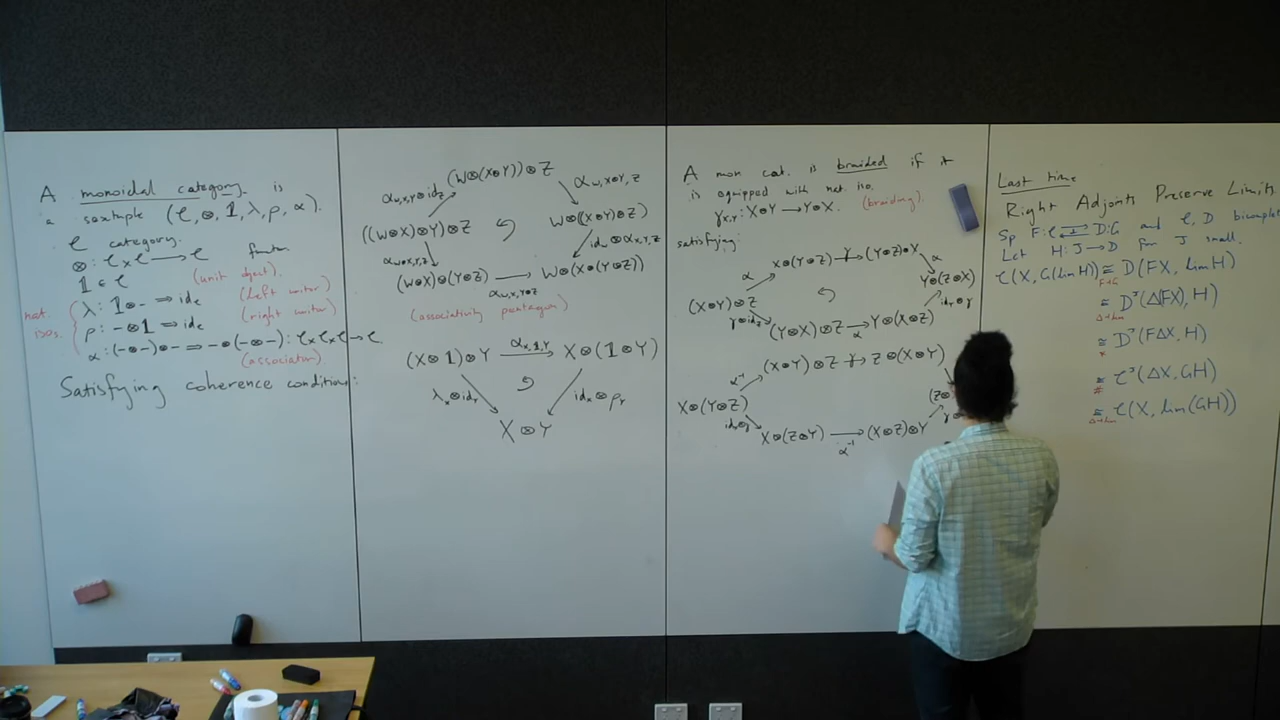 A monoidal category is
a sextuple (C, ⊗, 1, λ, ρ, α).
C category.
⊗ : C × C → C functor
1 ∈ C (unit object).
nat. isos.
λ : 1⊗- ⇒ id_C (left unitor)
ρ : -⊗1 ⇒ id_C (right unitor)
α : (-⊗-)⊗- ⇒ -⊗(-⊗-) : C×C×C → C
(associator)
Satisfying coherence conditions:
(W⊗(X⊗Y))⊗Z
α_{W,X,Y}⊗id_Z
α_{W,X⊗Y,Z}
((W⊗X)⊗Y)⊗Z
W⊗((X⊗Y)⊗Z)
α_{W⊗X,Y,Z}
id_W⊗α_{X,Y,Z}
(W⊗X)⊗(Y⊗Z) → W⊗(X⊗(Y⊗Z))
α_{W,X,Y⊗Z}
(associativity pentagon)
(X⊗1)⊗Y α_{X,1,Y} → X⊗(1⊗Y)
λ_X⊗id_Y
id_X⊗ρ_Y
X⊗Y
A mon cat. is braided if it
is equipped with nat. iso.
γ_{X,Y} : X⊗Y → Y⊗X. (braiding).
satisfying:
X⊗(Y⊗Z) γ→ (Y⊗Z)⊗X
α
α
(X⊗Y)⊗Z
Y⊗(Z⊗X)
γ⊗id_Z
id_Y⊗γ
(Y⊗X)⊗Z →α Y⊗(X⊗Z)
(X⊗Y)⊗Z γ→ Z⊗(X⊗Y)
α⁻¹
X⊗(Y⊗Z)
(Z⊗
id_X⊗γ
γ⊗
X⊗(Z⊗Y) → (X⊗Z)⊗Y
α⁻¹
Last time
Right Adjoints Preserve Limits
Sp F: C ⇄ D :G and C, D
Let H: J → D for J small.
C(X, G(lim H)) ≅ D(FX, lim H)
F⊣G
≅ D^J(Δ(FX), H)
Δ⊣lim
≅ D^J(FΔX, H)
*
≅ C^J(ΔX, GH)
#
≅ C(X, lim(GH))
Δ⊣lim